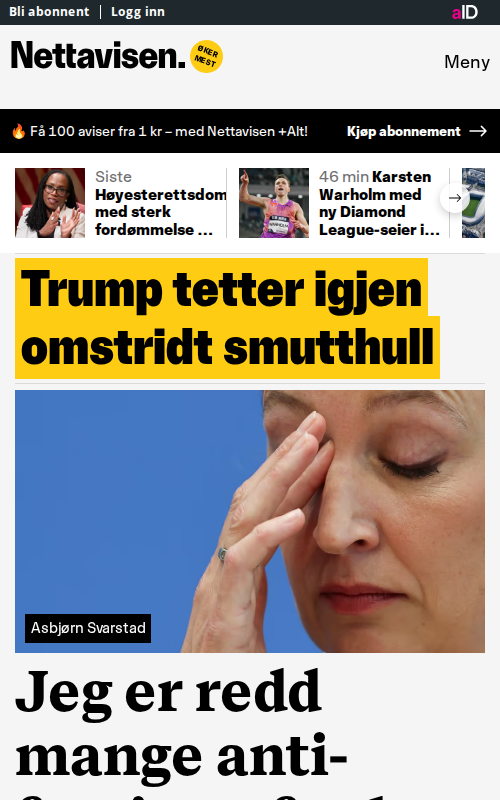 Bli abonnent
Logg inn
aID
Nettavisen.
ØKER
MEST
Meny
🔥 Få 100 aviser fra 1 kr – med Nettavisen +Alt!
Kjøp abonnement
Siste
Høyesterettsdom
med sterk
fordømmelse ...
46 min Karsten
Warholm med
ny Diamond
League-seier i...
Trump tetter igjen
omstridt smutthull
Asbjørn Svarstad
Jeg er redd
mange anti-